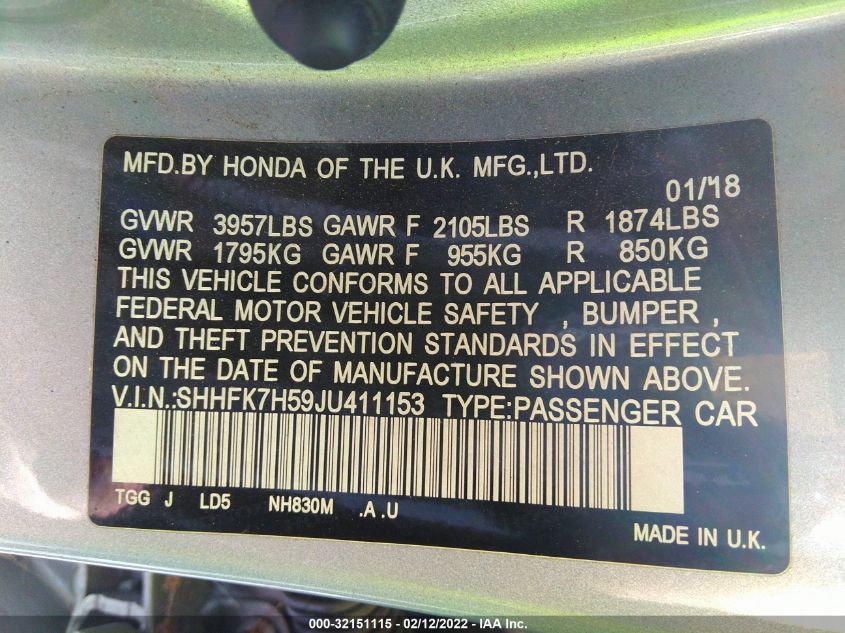 MFD.BY HONDA OF THE U.K. MFG.,LTD.
01/'18
GVWR 3957LBS GAWR F 2105LBS R 1874LBS
GVWR 1795KG GAWR F 955KG R 850KG
THIS VEHICLE CONFORMS TO ALL APPLICABLE
FEDERAL MOTOR VEHICLE SAFETY , BUMPER ,
AND THEFT PREVENTION STANDARDS IN EFFECT
ON THE DATE OF MANUFACTURE SHOWN ABOVE.
V.I.N.:SHHFK7H59JU411153 TYPE:PASSENGER CAR
TGG J LD5 NH830M .A .U
MADE IN U.K.
000-32151115 - 02/12/2022 - IAA Inc.